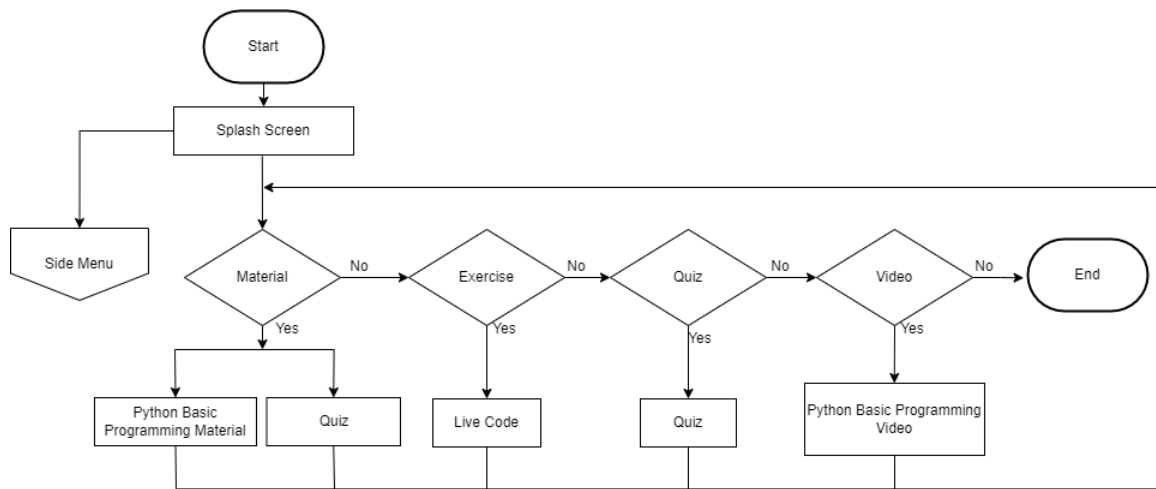 Start
Splash Screen
Side Menu
Material
No
Exercise
No
Quiz
No
Video
No
End
Yes
Yes
Yes
Yes
Python Basic
Programming Material
Quiz
Live Code
Quiz
Python Basic Programming
Video